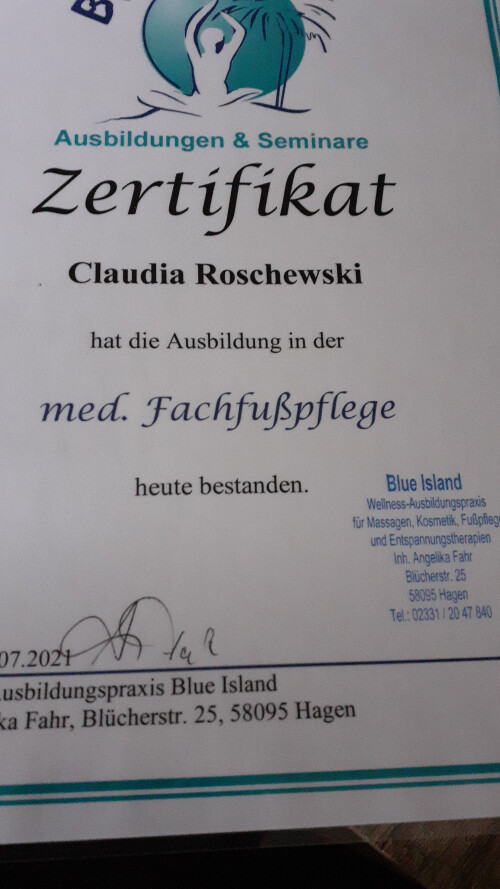 B
Ausbildungen & Seminare
Zertifikat
Claudia Roschewski
hat die Ausbildung in der
med. Fachfußpflege
heute bestanden.
Blue Island
Wellness-Ausbildungspraxis
für Massagen, Kosmetik, Fußpflege
und Entspannungstherapien
Inh. Angelika Fahr
Blücherstr. 25
58095 Hagen
Tel.: 02331 / 20 47 840
07.2021
usbildungspraxis Blue Island
ka Fahr, Blücherstr. 25, 58095 Hagen